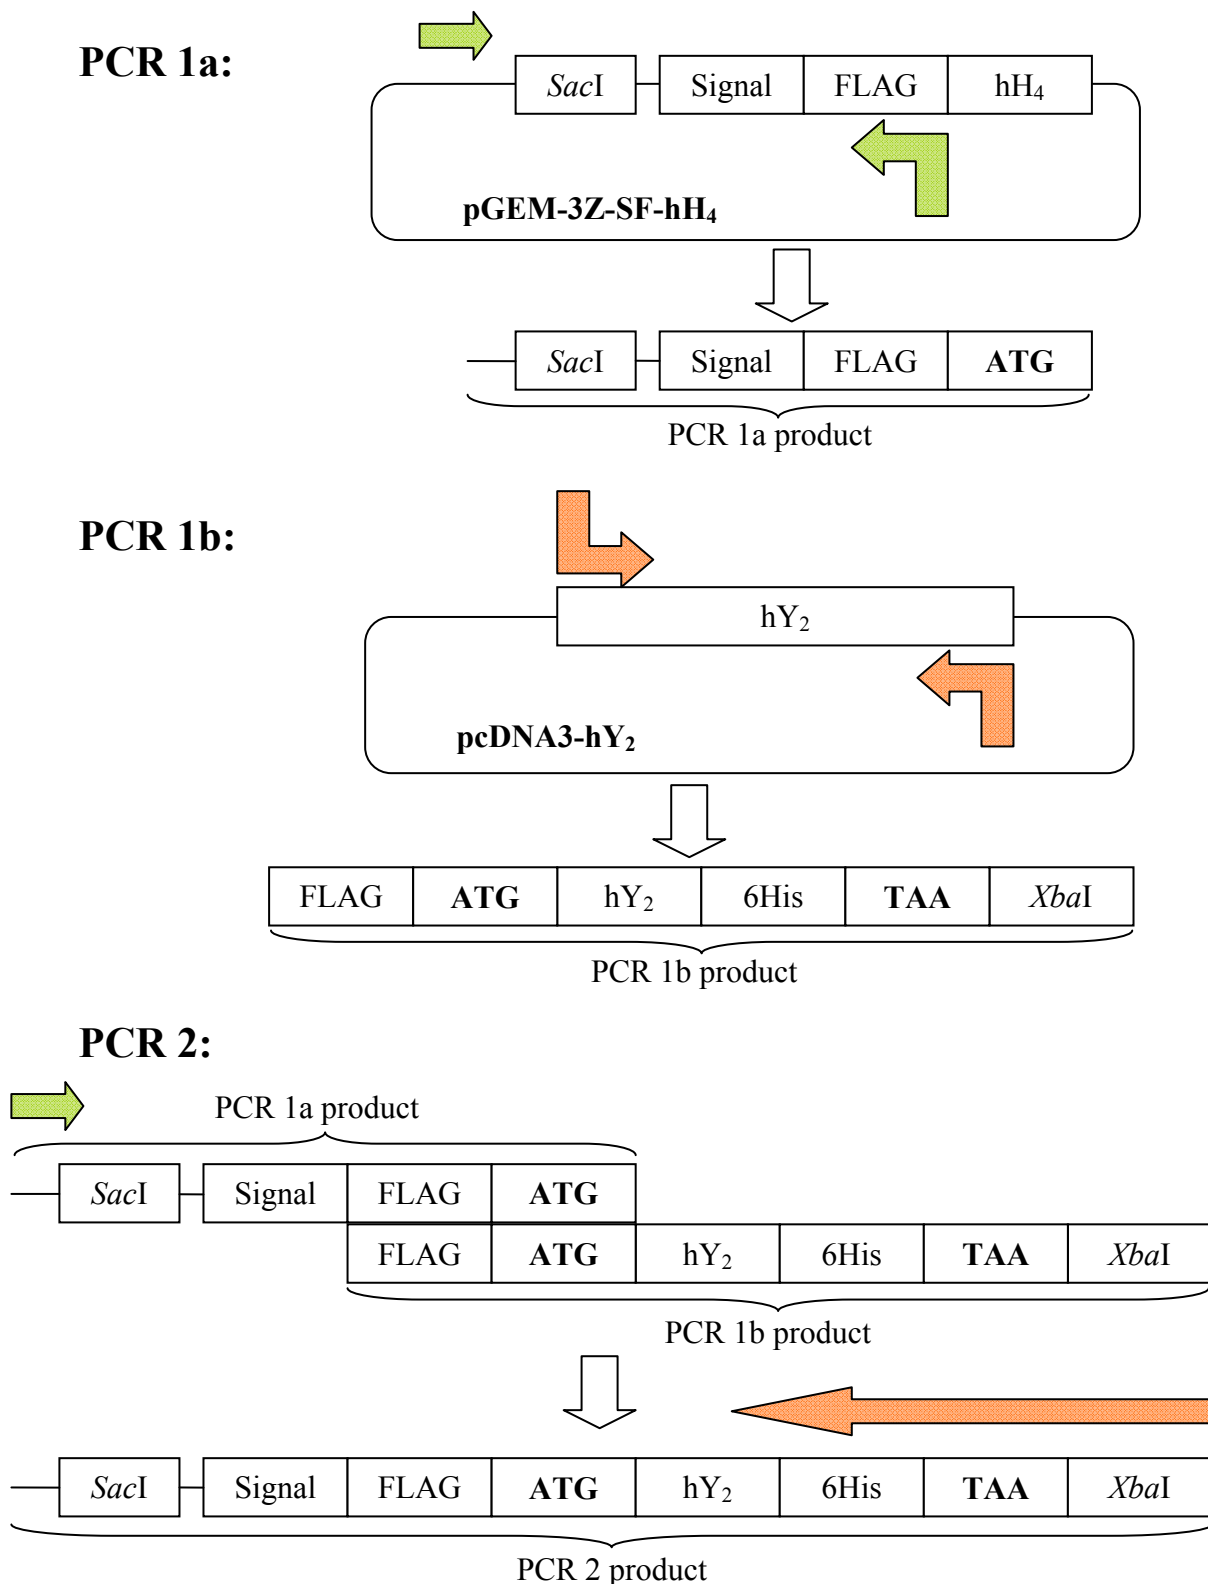 PCR 1a:
SacI Signal FLAG hH₄
pGEM-3Z-SF-hH₄
SacI Signal FLAG ATG
PCR 1a product
PCR 1b:
hY₂
pcDNA3-hY₂
FLAG ATG hY₂ 6His TAA XbaI
PCR 1b product
PCR 2:
PCR 1a product
SacI Signal FLAG ATG
FLAG ATG hY₂ 6His TAA XbaI
PCR 1b product
SacI Signal FLAG ATG hY₂ 6His TAA XbaI
PCR 2 product